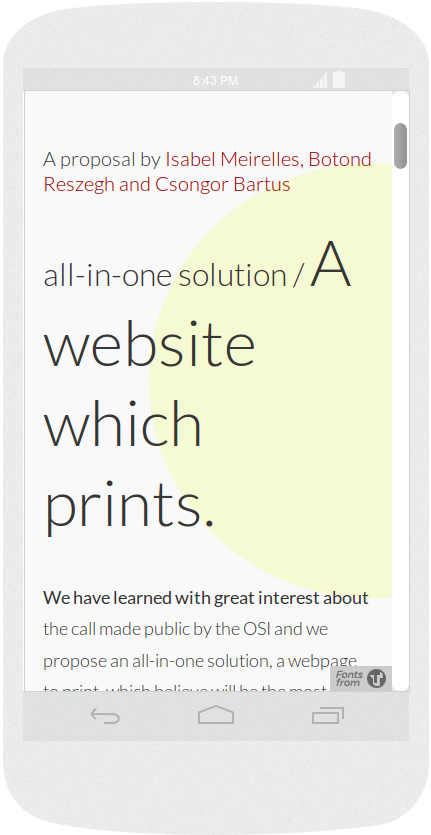 8:43 PM
A proposal by Isabel Meirelles, Botond
Reszegh and Csongor Bartus
all-in-one solution / A
website
which
prints.
We have learned with great interest about
the call made public by the OSI and we
propose an all-in-one solution, a webpage
to print, which believe will be the most
Fonts
from